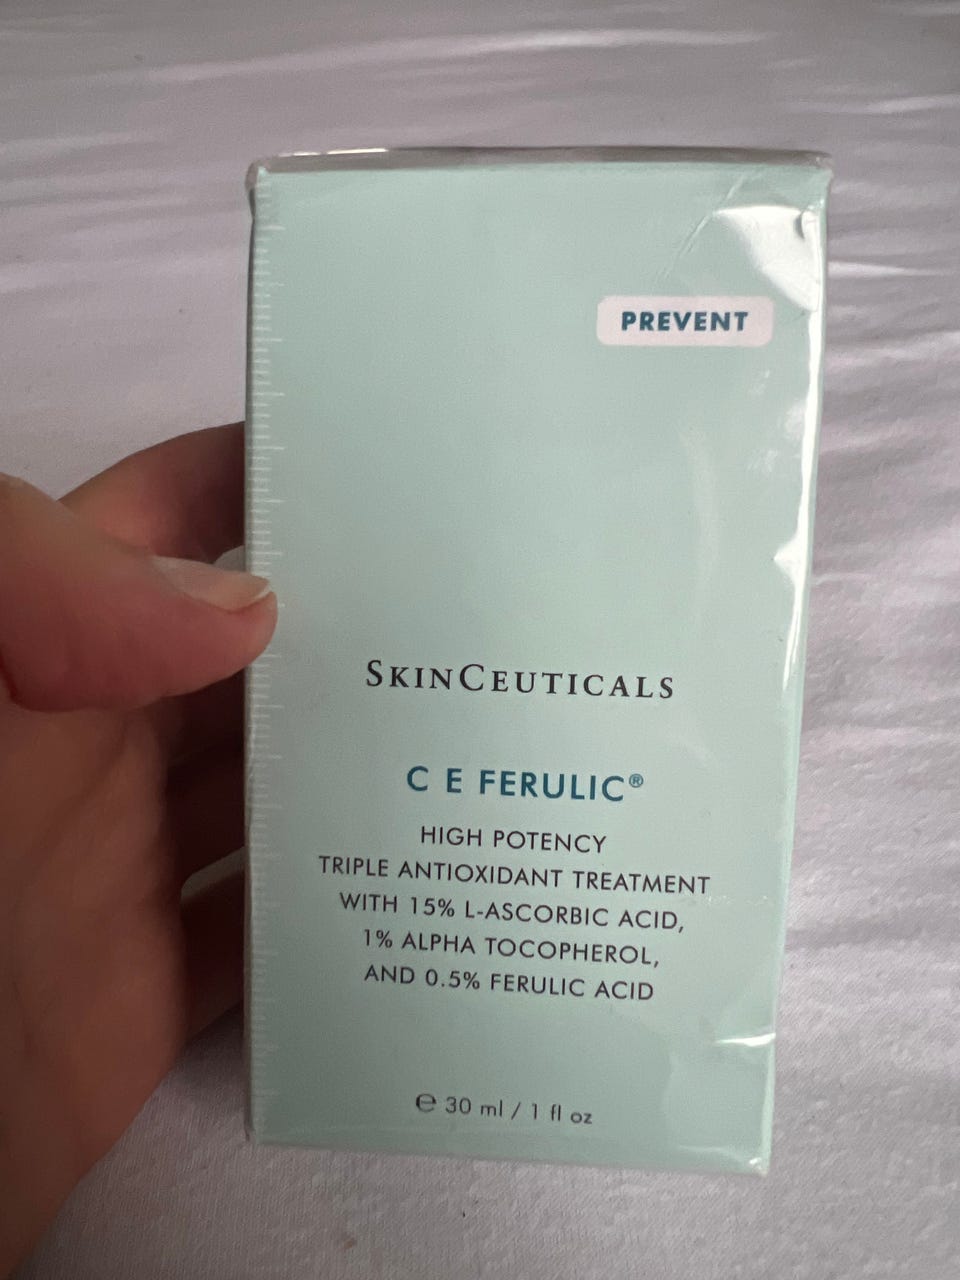 PREVENT
SKINCEUTICALS
C E FERULIC®
HIGH POTENCY
TRIPLE ANTIOXIDANT TREATMENT
WITH 15% L-ASCORBIC ACID,
1% ALPHA TOCOPHEROL,
AND 0.5% FERULIC ACID
℮ 30 ml / 1 fl oz